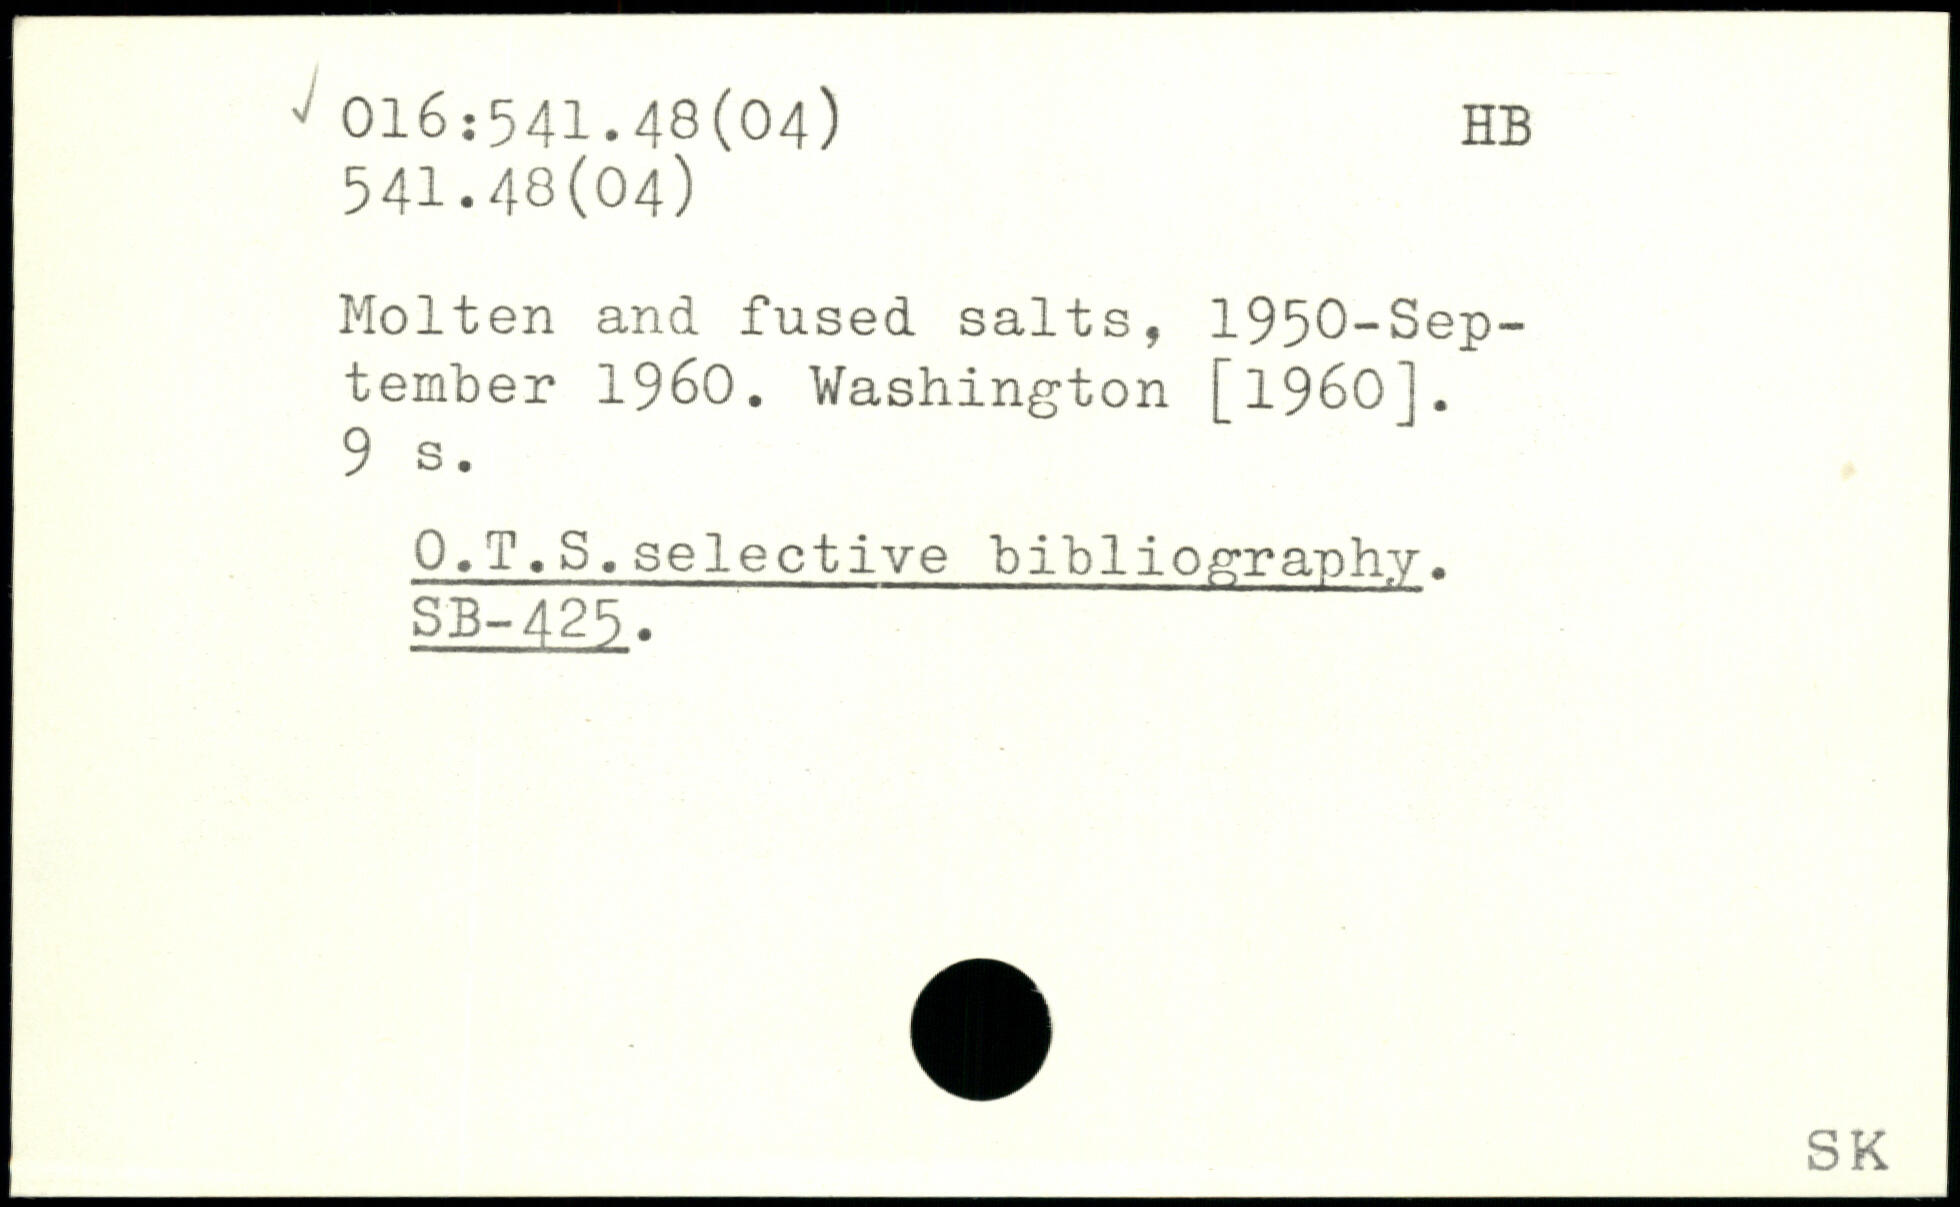 ✓ 016:541.48(04) HB
541.48(04)
Molten and fused salts, 1950-Sep-
tember 1960. Washington [1960].
9 s.
O.T.S.selective bibliography.
SB-425.
SK